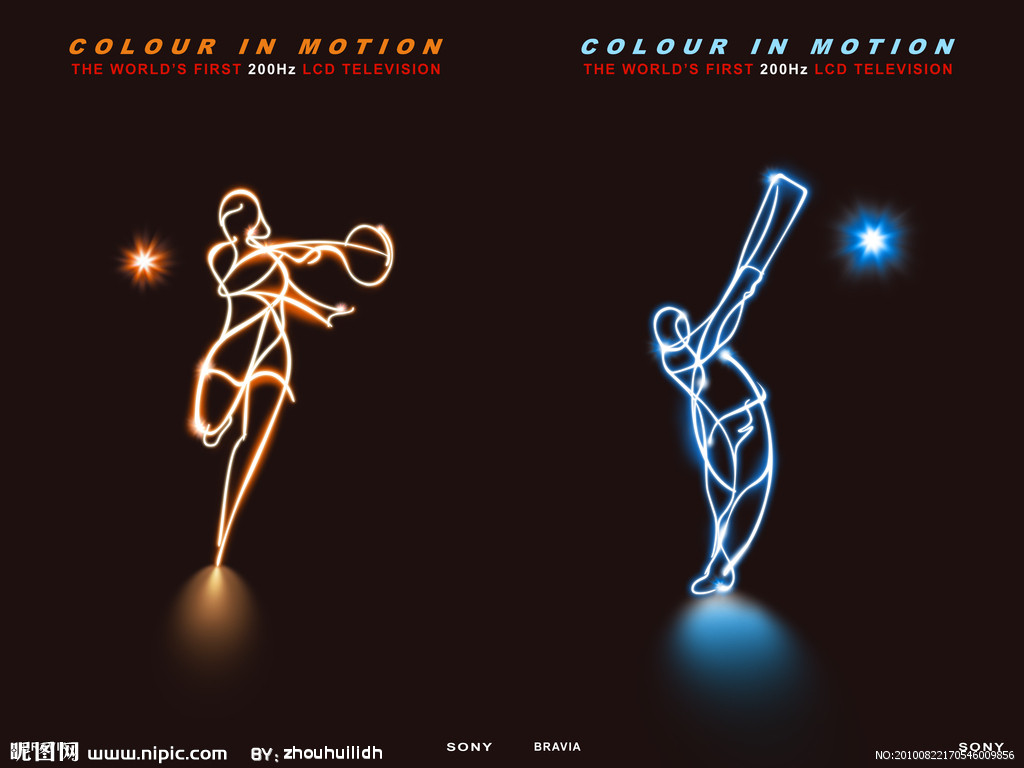 COLOUR IN MOTION
THE WORLD'S FIRST 200Hz LCD TELEVISION
COLOUR IN MOTION
THE WORLD'S FIRST 200Hz LCD TELEVISION
昵图网 www.nipic.com BY: zhouhuilidh
SONY
BRAVIA
SONY
NO:20100822170546009856